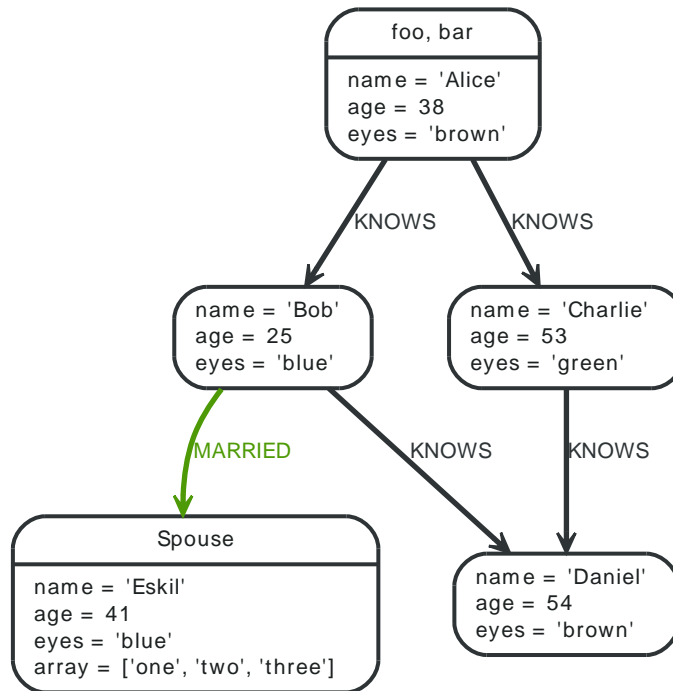 foo, bar
name = 'Alice'
age = 38
eyes = 'brown'
KNOWS
KNOWS
name = 'Bob'
age = 25
eyes = 'blue'
name = 'Charlie'
age = 53
eyes = 'green'
MARRIED
KNOWS
KNOWS
Spouse
name = 'Eskil'
age = 41
eyes = 'blue'
array = ['one', 'two', 'three']
name = 'Daniel'
age = 54
eyes = 'brown'